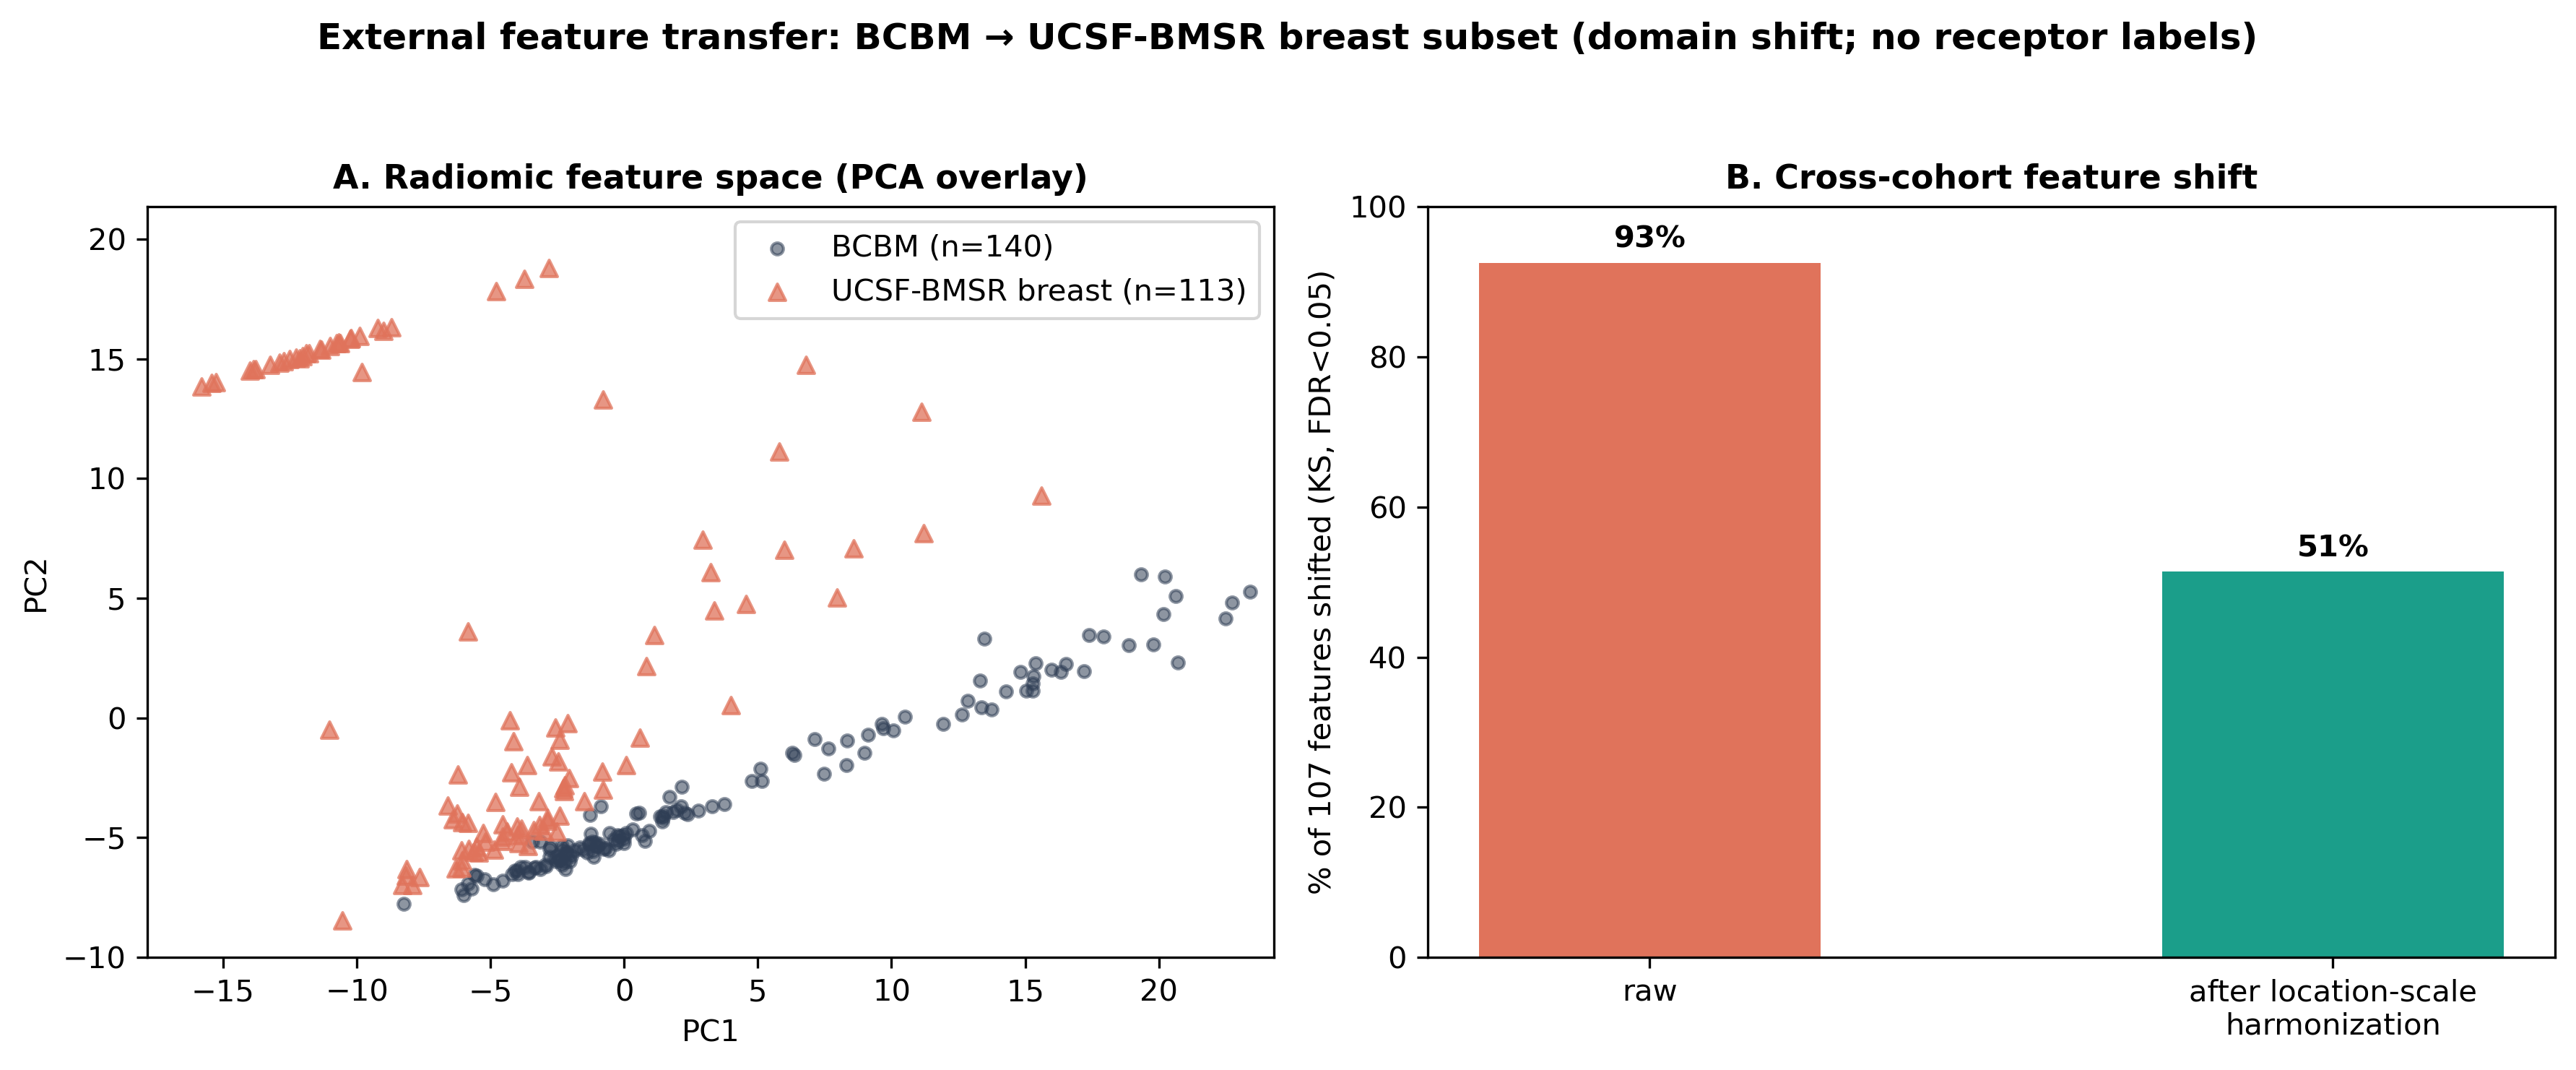 External feature transfer: BCBM → UCSF-BMSR breast subset (domain shift; no receptor labels)
A. Radiomic feature space (PCA overlay)
BCBM (n=140)
UCSF-BMSR breast (n=113)
20
15
10
5
0
−5
−10
PC2
−15
−10
−5
0
5
10
15
20
PC1
B. Cross-cohort feature shift
% of 107 features shifted (KS, FDR<0.05)
100
80
60
40
20
0
93%
51%
raw
after location-scale
harmonization